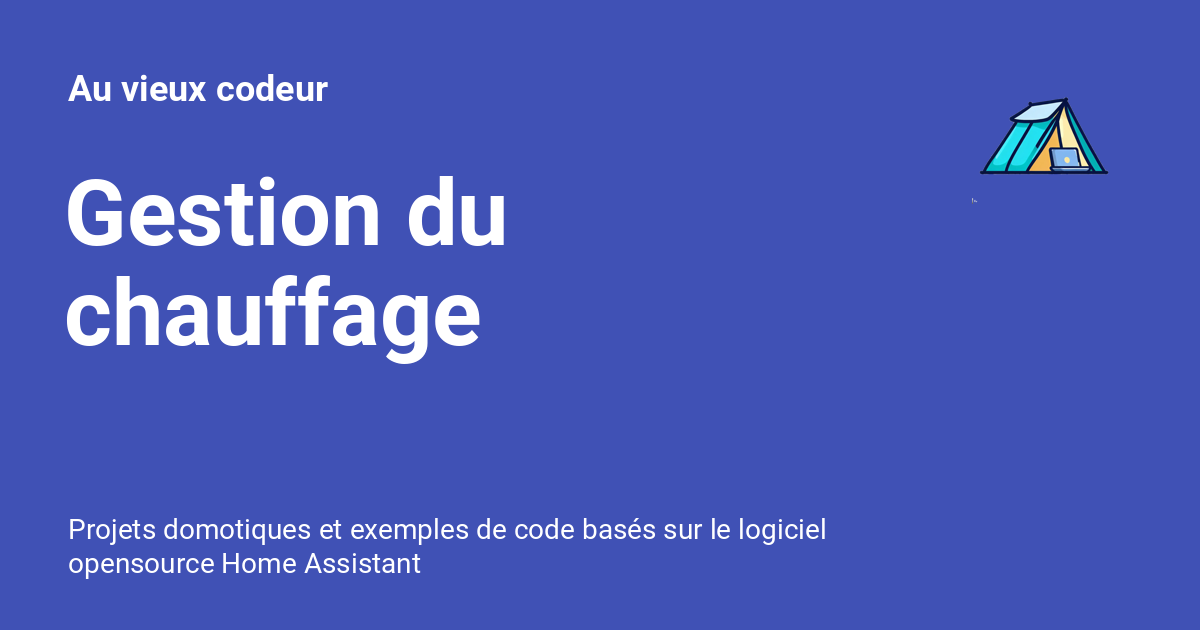 Au vieux codeur
Gestion du
chauffage
Projets domotiques et exemples de code basés sur le logiciel
opensource Home Assistant